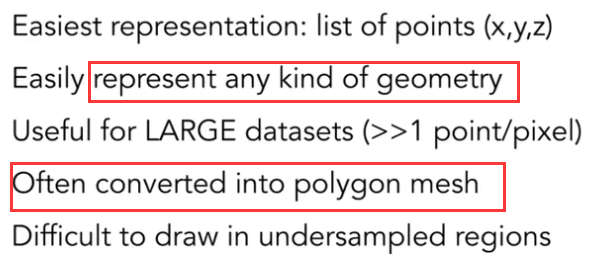 Easiest representation: list of points (x,y,z)
Easily represent any kind of geometry
Useful for LARGE datasets (>>1 point/pixel)
Often converted into polygon mesh
Difficult to draw in undersampled regions